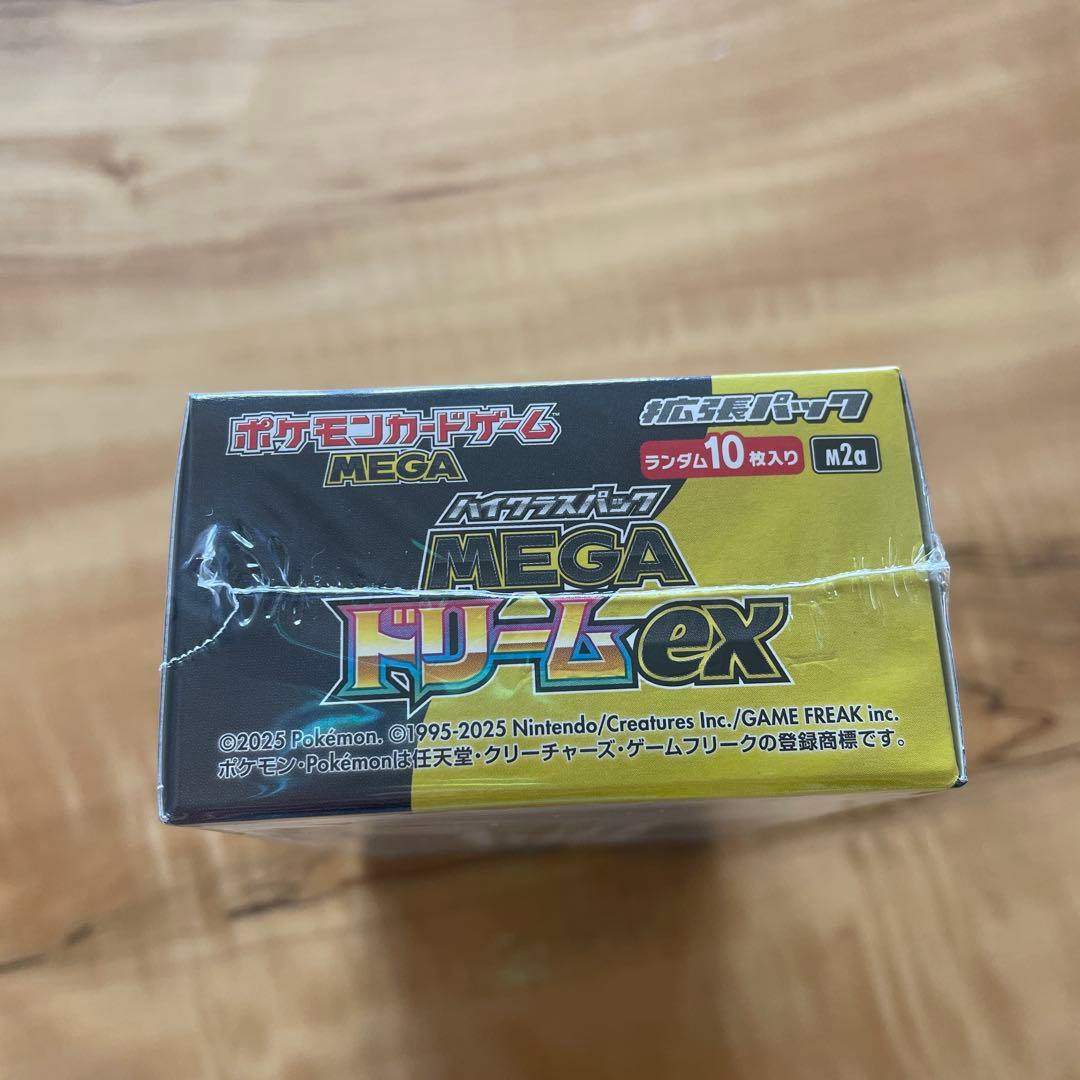 ポケモンカードゲーム™
MEGA
拡張パック
ランダム10枚入り M2a
ハイクラスパック
MEGA
ドリームex
©2025 Pokémon. ©1995-2025 Nintendo/Creatures Inc./GAME FREAK inc.
ポケモン・Pokémonは任天堂・クリーチャーズ・ゲームフリークの登録商標です。